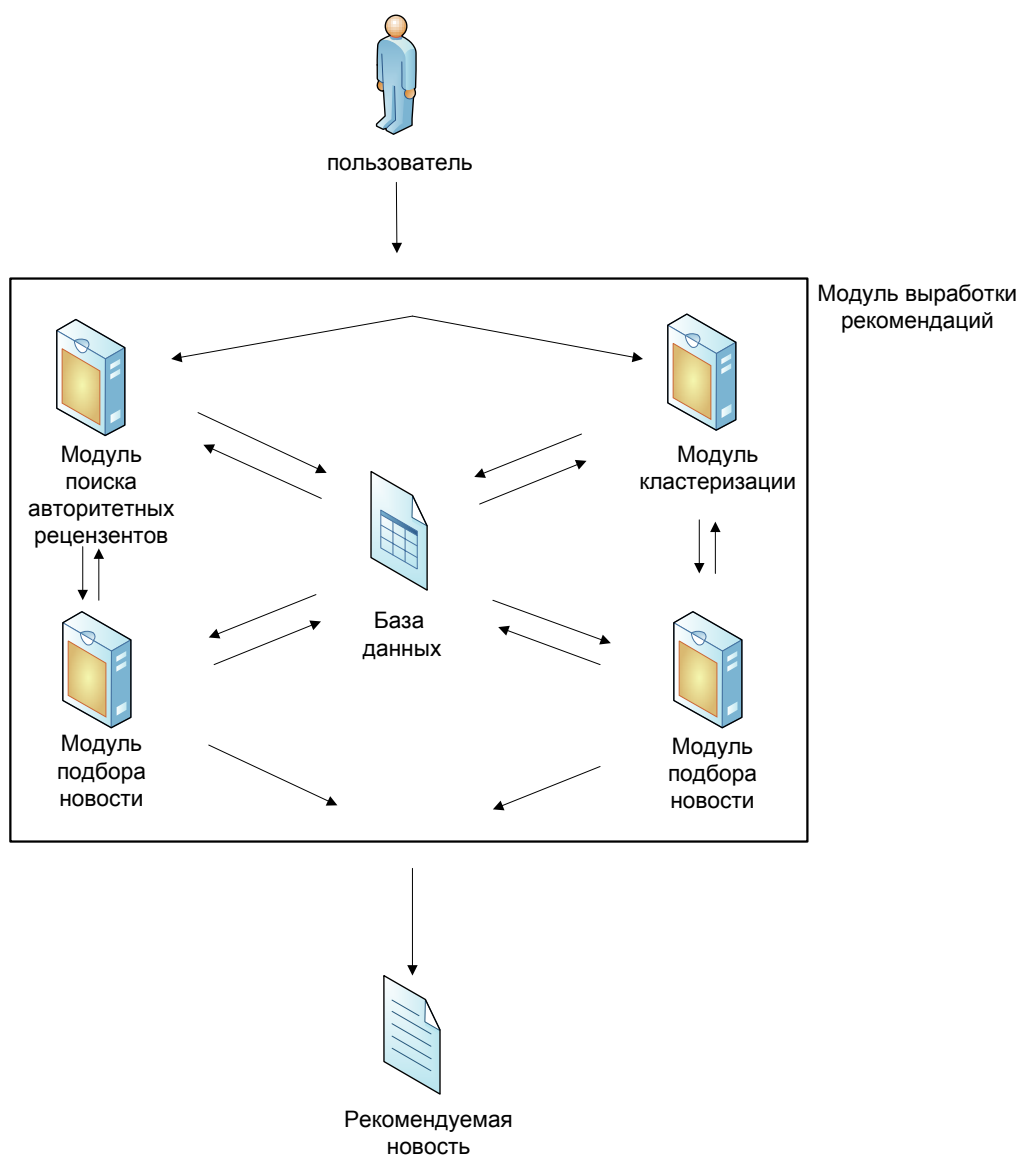 пользователь
Модуль выработки
рекомендаций
Модуль
поиска
авторитетных
рецензентов
Модуль
кластеризации
База
данных
Модуль
подбора
новости
Модуль
подбора
новости
Рекомендуемая
новость